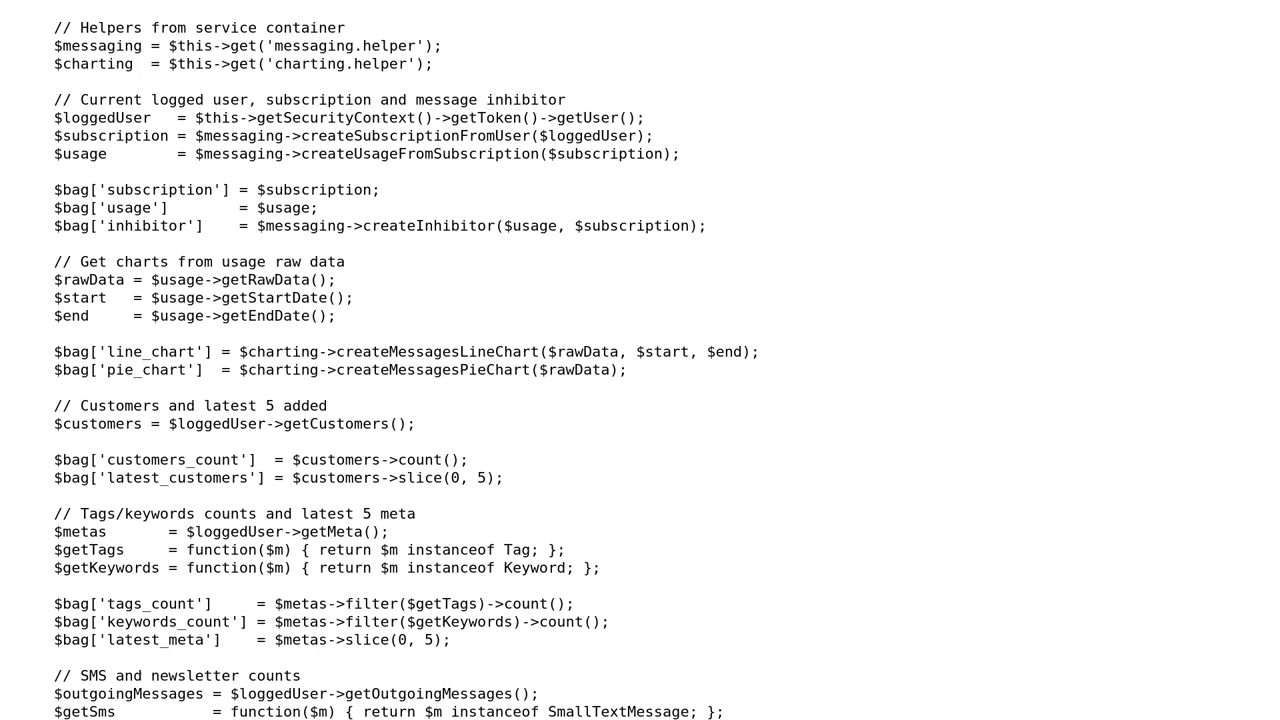 // Helpers from service container
$messaging = $this->get('messaging.helper');
$charting  = $this->get('charting.helper');

// Current logged user, subscription and message inhibitor
$loggedUser   = $this->getSecurityContext()->getToken()->getUser();
$subscription = $messaging->createSubscriptionFromUser($loggedUser);
$usage        = $messaging->createUsageFromSubscription($subscription);

$bag['subscription'] = $subscription;
$bag['usage']        = $usage;
$bag['inhibitor']    = $messaging->createInhibitor($usage, $subscription);

// Get charts from usage raw data
$rawData = $usage->getRawData();
$start   = $usage->getStartDate();
$end     = $usage->getEndDate();

$bag['line_chart'] = $charting->createMessagesLineChart($rawData, $start, $end);
$bag['pie_chart']  = $charting->createMessagesPieChart($rawData);

// Customers and latest 5 added
$customers = $loggedUser->getCustomers();

$bag['customers_count']  = $customers->count();
$bag['latest_customers'] = $customers->slice(0, 5);

// Tags/keywords counts and latest 5 meta
$metas       = $loggedUser->getMeta();
$getTags     = function($m) { return $m instanceof Tag; };
$getKeywords = function($m) { return $m instanceof Keyword; };

$bag['tags_count']     = $metas->filter($getTags)->count();
$bag['keywords_count'] = $metas->filter($getKeywords)->count();
$bag['latest_meta']    = $metas->slice(0, 5);

// SMS and newsletter counts
$outgoingMessages = $loggedUser->getOutgoingMessages();
$getSms           = function($m) { return $m instanceof SmallTextMessage; };